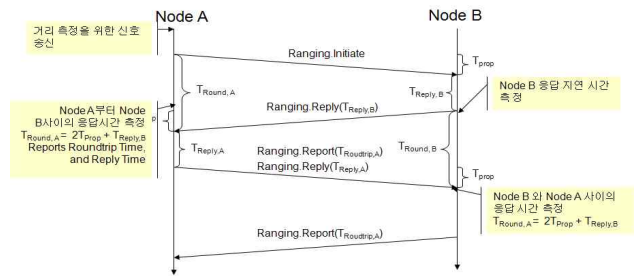 Node A
Node B
거리 측정을 위한 신호
송신
Ranging.Initiate
Tprop
TRound, A
TReply, B
Node B 응답 지연 시간
측정
Ranging.Reply(TReply,B)
Node A부터 Node
B사이의 응답시간 측정
TRound, A = 2TProp + TReply,B
Reports Roundtrip Time,
and Reply Time
P
TReply,A
Ranging.Report(TRoudtrip,A)
TRound, B
Ranging.Reply(TReply,A)
Tprop
Node B 와 Node A 사이의
응답 시간 측정
TRound, A = 2TProp + TReply,B
Ranging.Report(TRoudtrip,A)